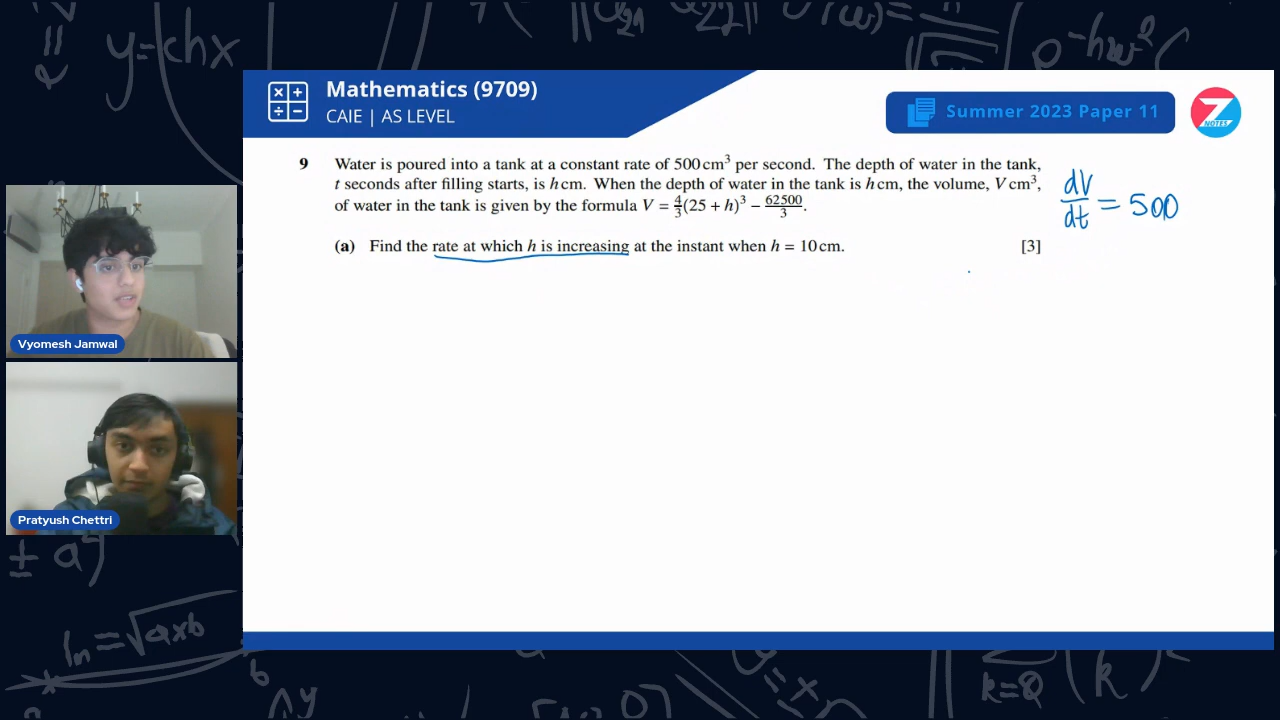 Mathematics (9709)
CAIE | AS LEVEL
Summer 2023 Paper 11
Z NOTES
9 Water is poured into a tank at a constant rate of 500 cm³ per second. The depth of water in the tank,
t seconds after filling starts, is h cm. When the depth of water in the tank is h cm, the volume, V cm³,
of water in the tank is given by the formula V = 4/3(25 + h)³ − 62500/3.
dV/dt = 500
(a) Find the rate at which h is increasing at the instant when h = 10 cm. [3]
Vyomesh Jamwal
Pratyush Chettri
y=chx
ln=√axb
± a